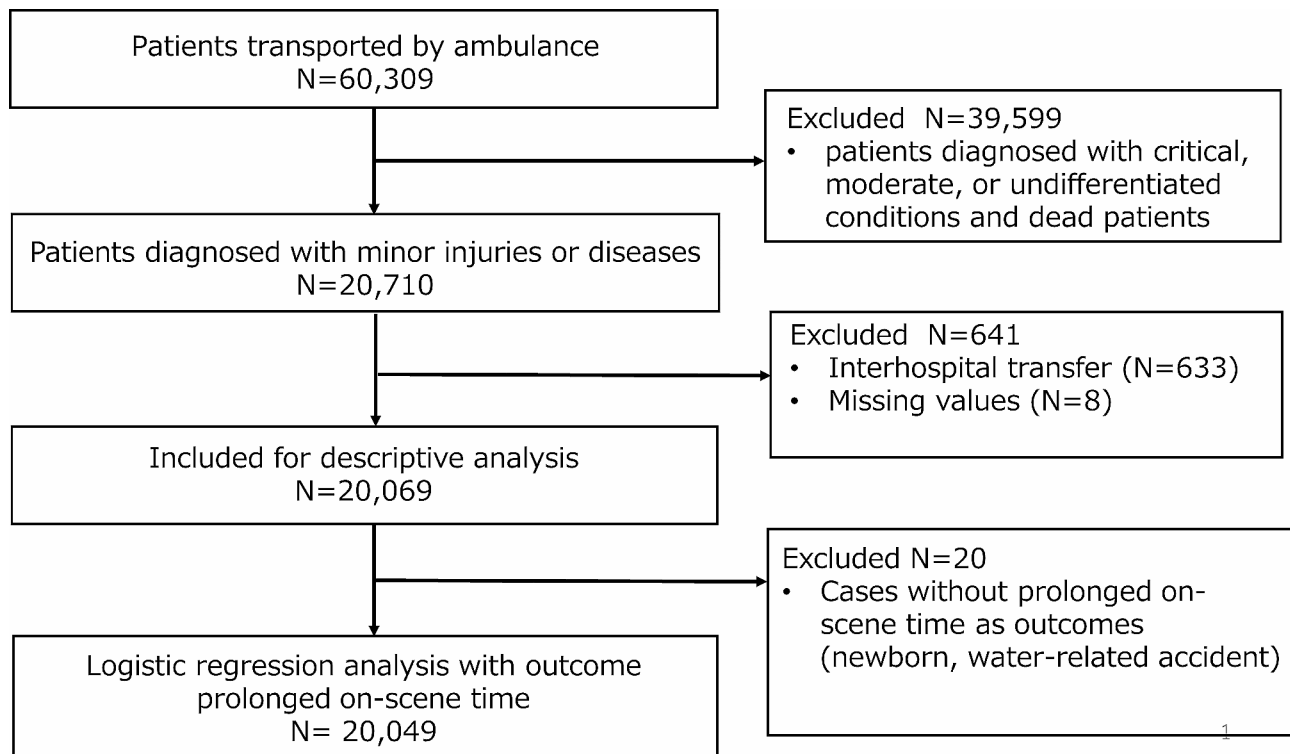 Patients transported by ambulance
N=60,309
Excluded N=39,599
• patients diagnosed with critical,
moderate, or undifferentiated
conditions and dead patients
Patients diagnosed with minor injuries or diseases
N=20,710
Excluded N=641
• Interhospital transfer (N=633)
• Missing values (N=8)
Included for descriptive analysis
N=20,069
Excluded N=20
• Cases without prolonged on-
scene time as outcomes
(newborn, water-related accident)
Logistic regression analysis with outcome
prolonged on-scene time
N= 20,049
1